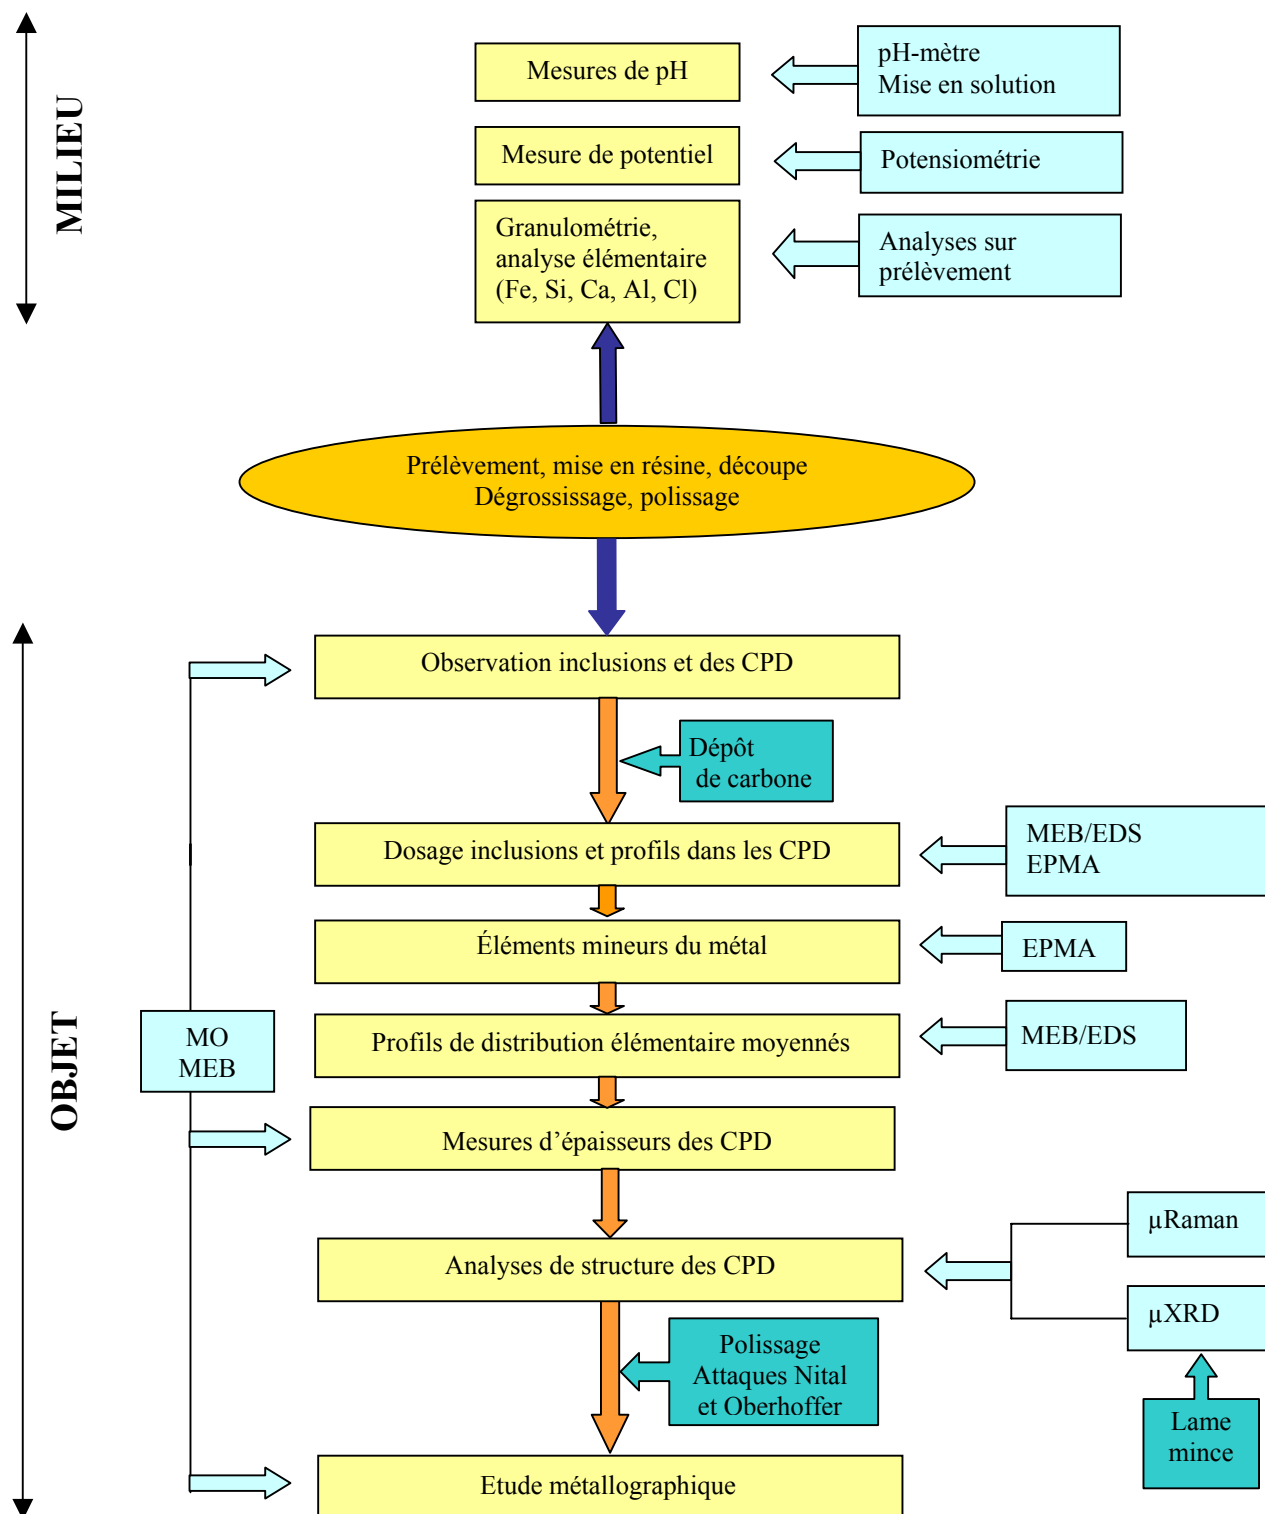 MILIEU
Mesures de pH
pH-mètre
Mise en solution
Mesure de potentiel
Potensiométrie
Granulométrie,
analyse élémentaire
(Fe, Si, Ca, Al, Cl)
Analyses sur
prélèvement
Prélèvement, mise en résine, découpe
Dégrossissage, polissage
OBJET
MO
MEB
Observation inclusions et des CPD
Dépôt
de carbone
Dosage inclusions et profils dans les CPD
MEB/EDS
EPMA
Éléments mineurs du métal
EPMA
Profils de distribution élémentaire moyennés
MEB/EDS
Mesures d’épaisseurs des CPD
Analyses de structure des CPD
µRaman
µXRD
Lame
mince
Polissage
Attaques Nital
et Oberhoffer
Etude métallographique